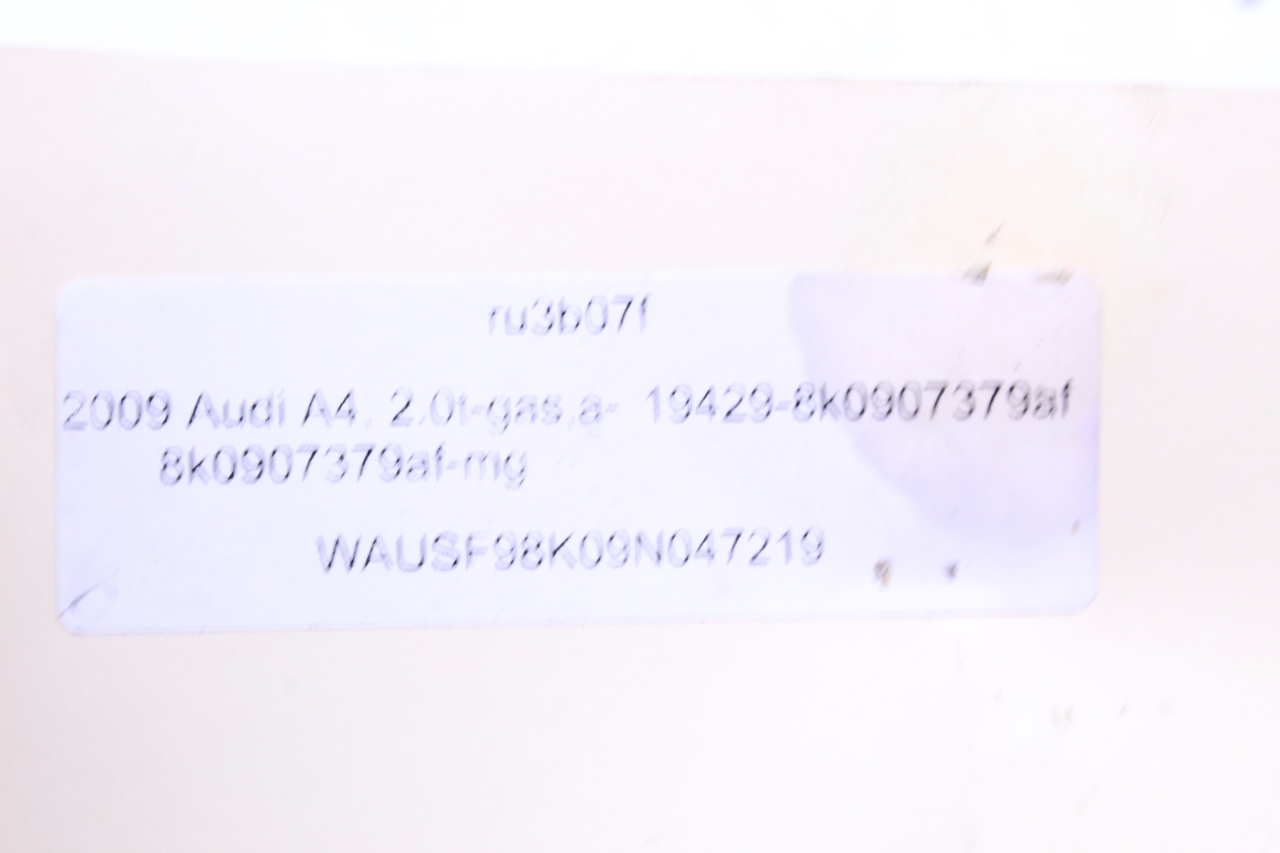 ru3b07f
2009 Audi A4, 2.0t-gas,a- 19429-8k0907379af
8k0907379af-mg
WAUSF98K09N047219